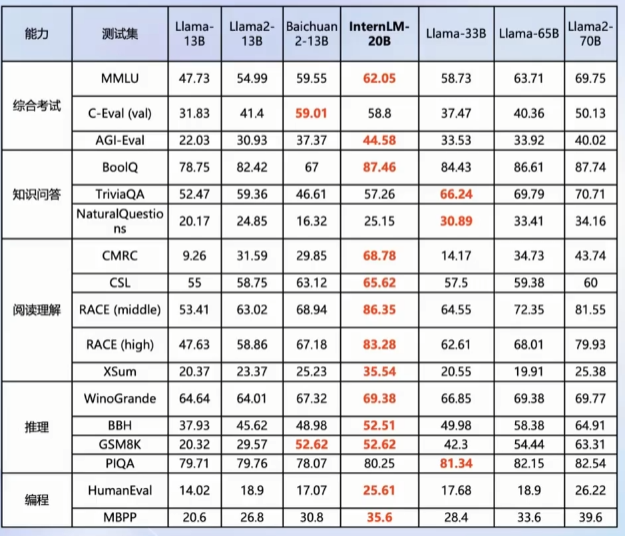 能力 测试集 Llama-13B Llama2-13B Baichuan2-13B InternLM-20B Llama-33B Llama-65B Llama2-70B
综合考试 MMLU 47.73 54.99 59.55 62.05 58.73 63.71 69.75
C-Eval (val) 31.83 41.4 59.01 58.8 37.47 40.36 50.13
AGI-Eval 22.03 30.93 37.37 44.58 33.53 33.92 40.02
知识问答 BoolQ 78.75 82.42 67 87.46 84.43 86.61 87.74
TriviaQA 52.47 59.36 46.61 57.26 66.24 69.79 70.71
NaturalQuestions 20.17 24.85 16.32 25.15 30.89 33.41 34.16
阅读理解 CMRC 9.26 31.59 29.85 68.78 14.17 34.73 43.74
CSL 55 58.75 63.12 65.62 57.5 59.38 60
RACE (middle) 53.41 63.02 68.94 86.35 64.55 72.35 81.55
RACE (high) 47.63 58.86 67.18 83.28 62.61 68.01 79.93
XSum 20.37 23.37 25.23 35.54 20.55 19.91 25.38
推理 WinoGrande 64.64 64.01 67.32 69.38 66.85 69.38 69.77
BBH 37.93 45.62 48.98 52.51 49.98 58.38 64.91
GSM8K 20.32 29.57 52.62 52.62 42.3 54.44 63.31
PIQA 79.71 79.76 78.07 80.25 81.34 82.15 82.54
编程 HumanEval 14.02 18.9 17.07 25.61 17.68 18.9 26.22
MBPP 20.6 26.8 30.8 35.6 28.4 33.6 39.6